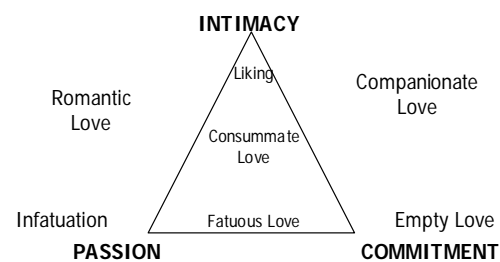 INTIMACY
Liking
Romantic
Love
Companionate
Love
Consummate
Love
Infatuation
Fatuous Love
Empty Love
PASSION
COMMITMENT